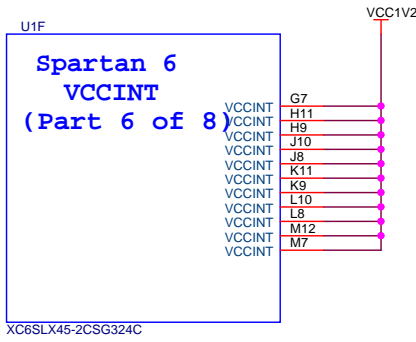 VCC1V2
U1F
Spartan 6
VCCINT
(Part 6 of 8)
VCCINT G7
VCCINT H11
VCCINT H9
VCCINT J10
VCCINT J8
VCCINT K11
VCCINT K9
VCCINT L10
VCCINT L8
VCCINT M12
VCCINT M7
XC6SLX45-2CSG324C